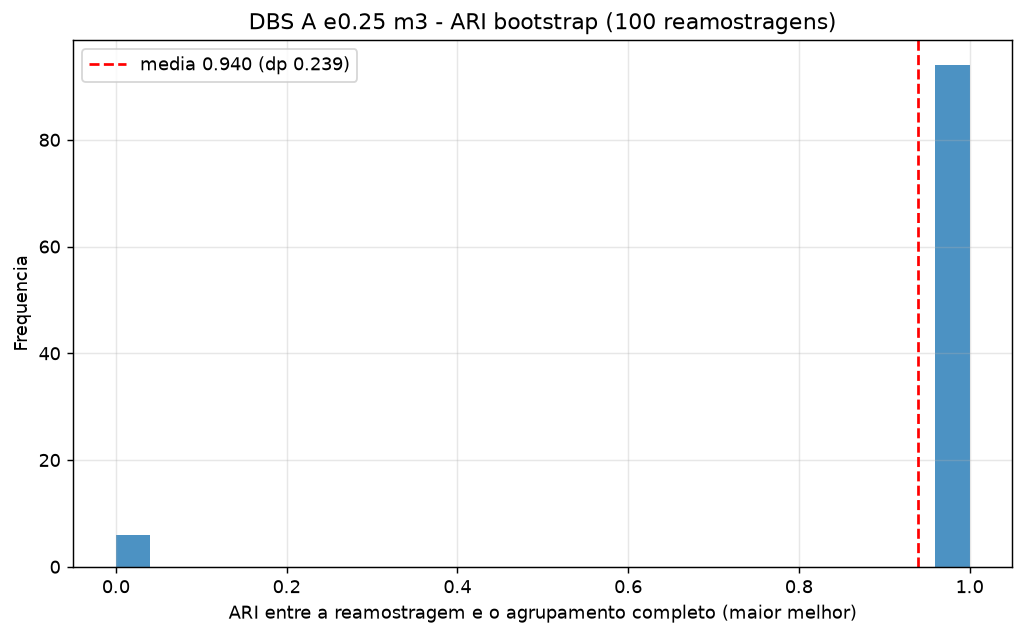 DBS A e0.25 m3 - ARI bootstrap (100 reamostragens)
media 0.940 (dp 0.239)
Frequencia
80
60
40
20
0
0.0 0.2 0.4 0.6 0.8 1.0
ARI entre a reamostragem e o agrupamento completo (maior melhor)